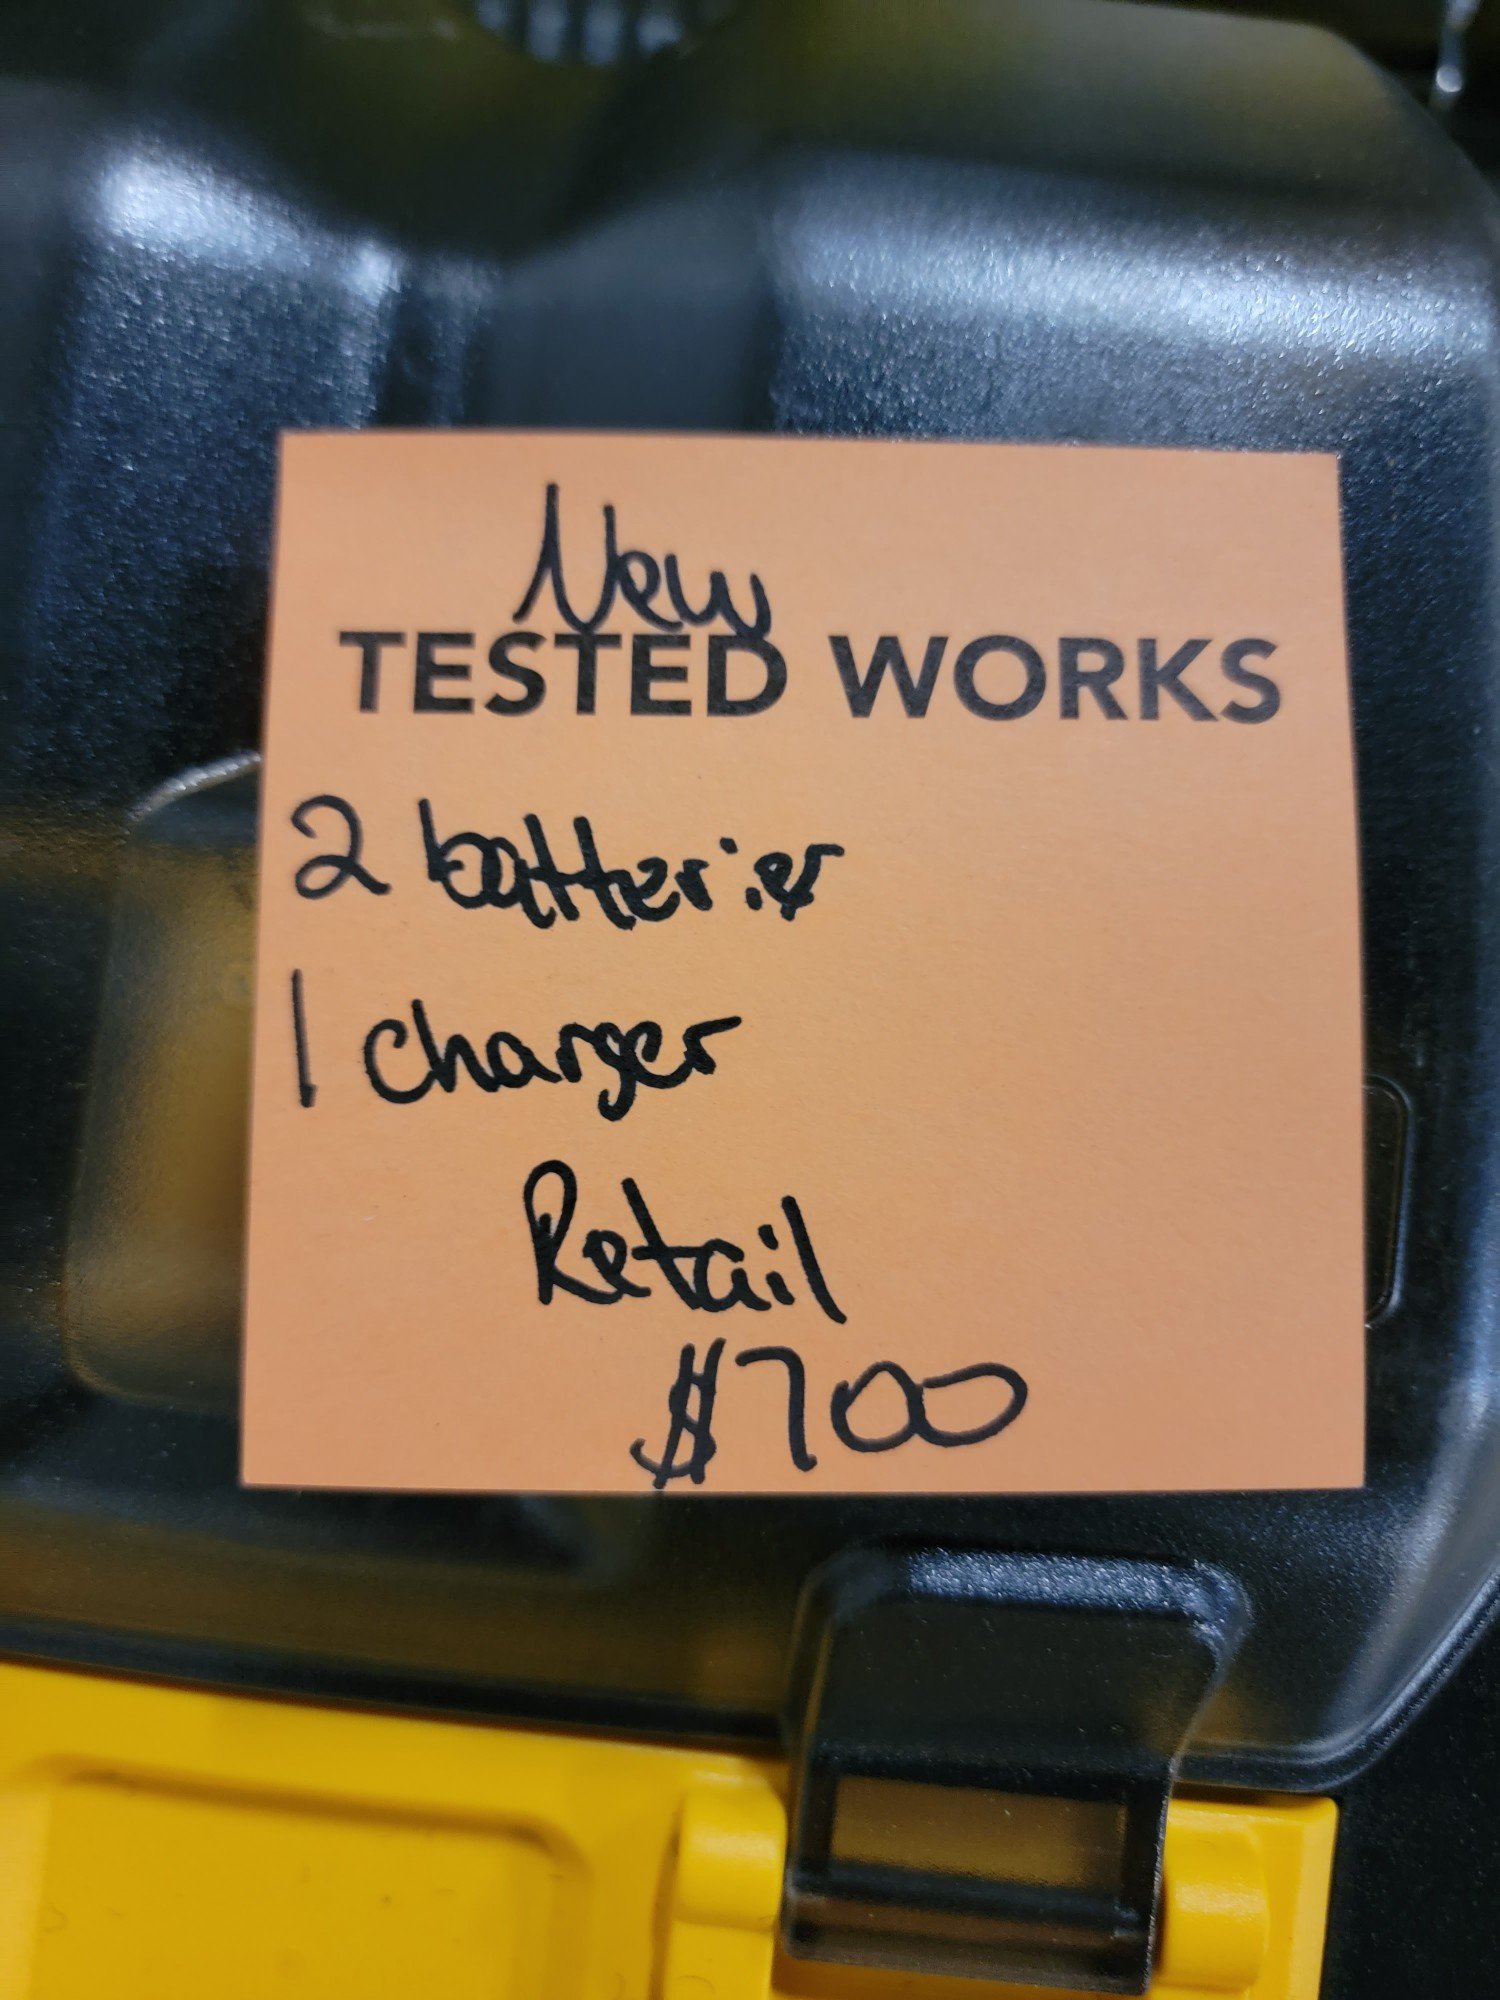 New
TESTED WORKS
2 batteries
1 charger
Retail
$700